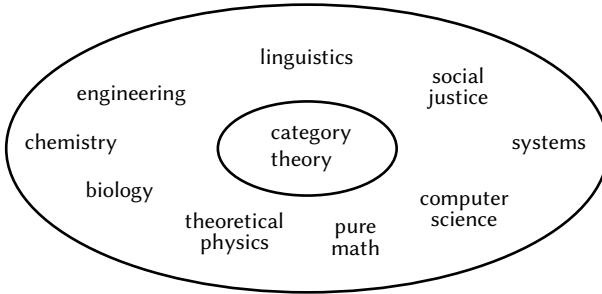 linguistics
social
justice
engineering
chemistry
category
theory
systems
biology
computer
science
theoretical
physics
pure
math